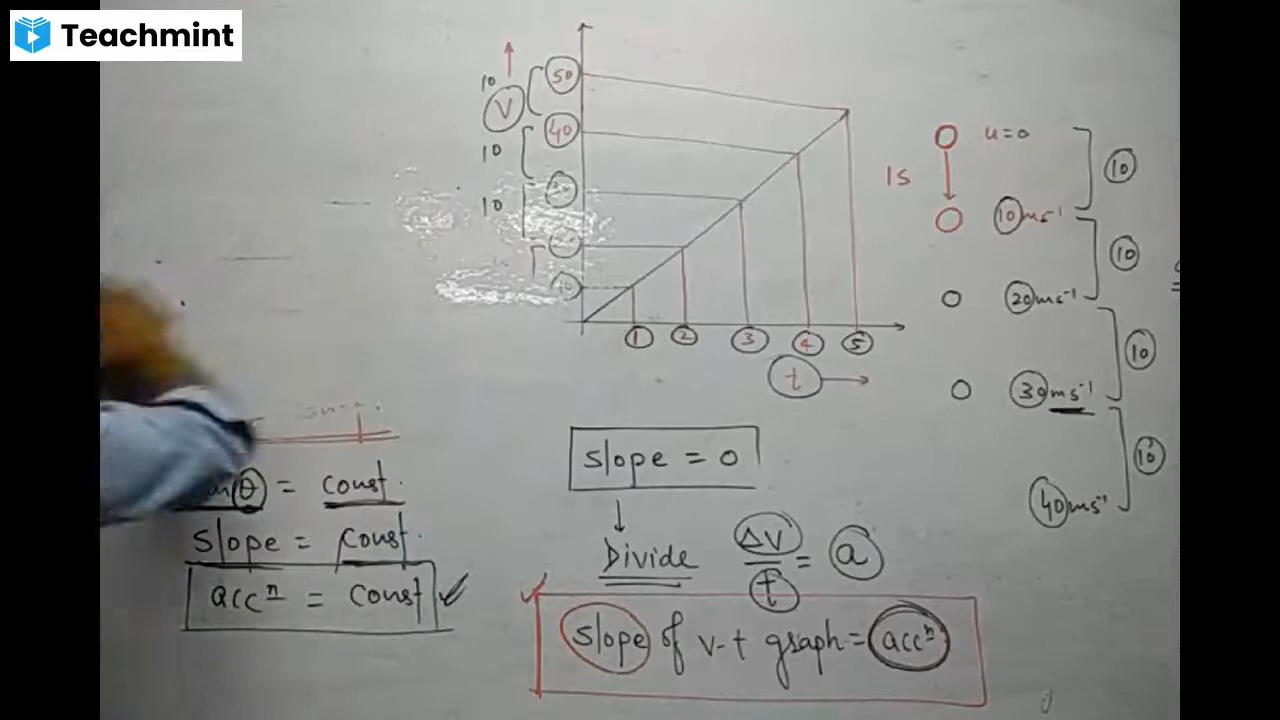 Teachmint
10
V
50
40
10
10
10
1
2
3
4
5
t
1s
u=0
10
10ms⁻¹
10
20ms⁻¹
10
30ms⁻¹
10
40ms⁻¹
θ = const.
slope = const.
accⁿ = const
slope = 0
Divide ΔV/t = a
slope of v-t graph = accⁿ